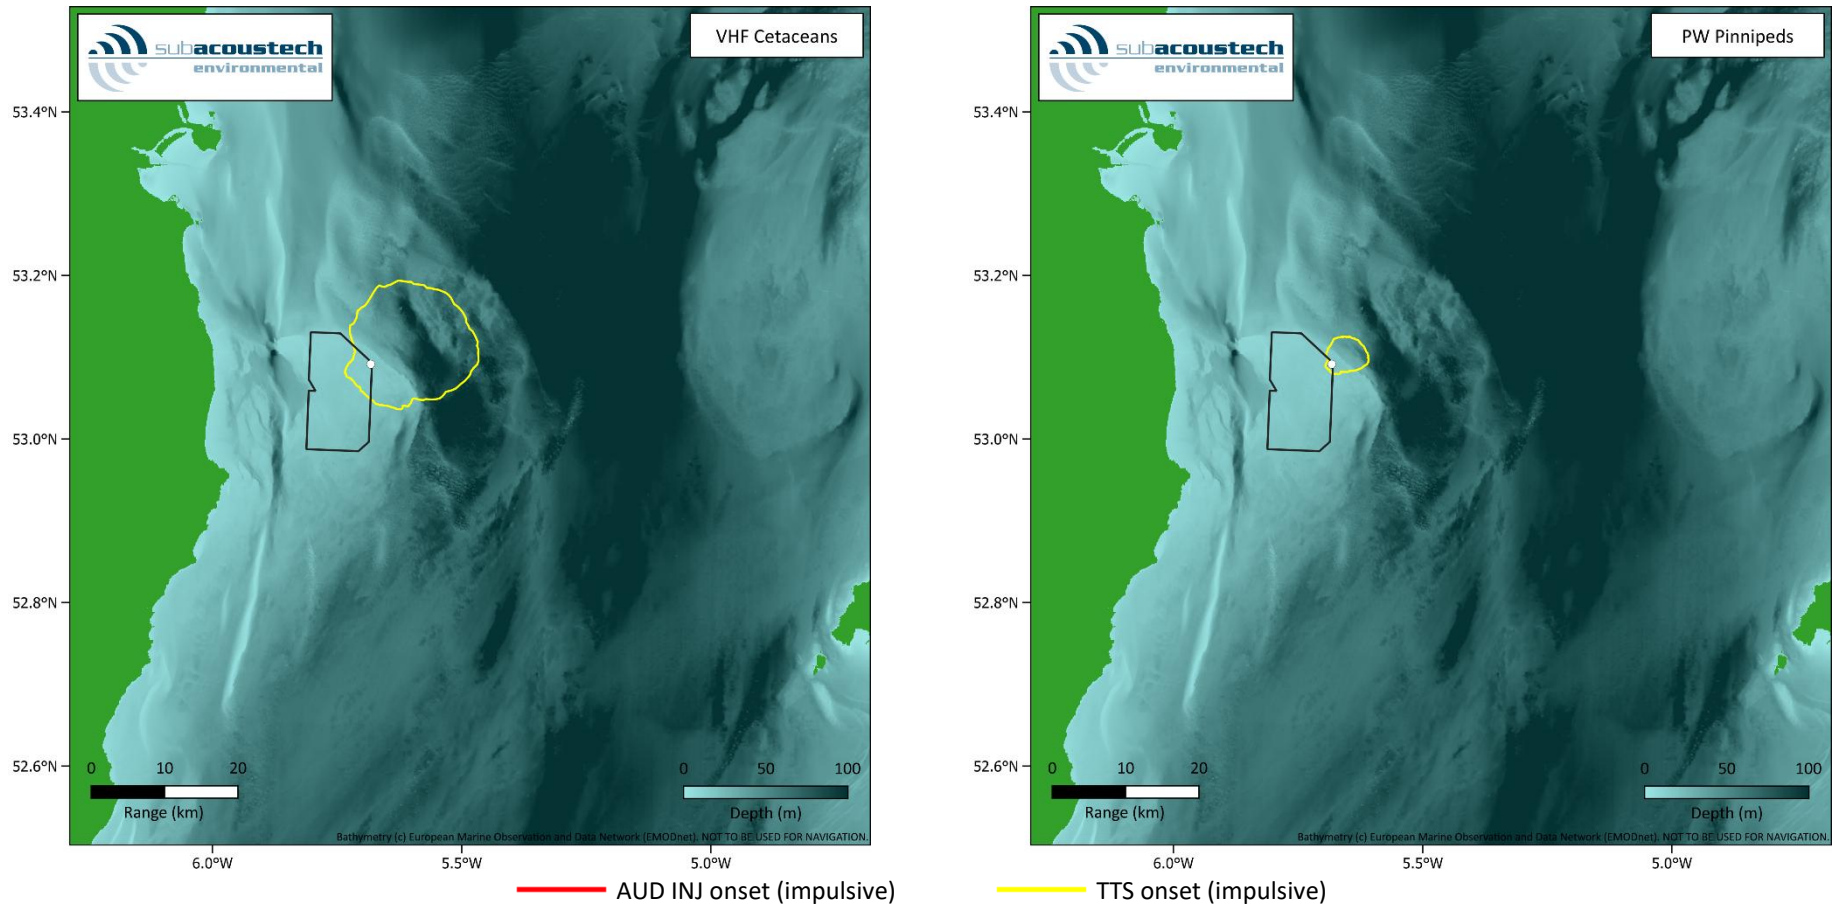 subacoustech
environmental
VHF Cetaceans
53.4°N
53.2°N
53.0°N
52.8°N
52.6°N
0 10 20
Range (km)
0 50 100
Depth (m)
Bathymetry (c) European Marine Observation and Data Network (EMODnet). NOT TO BE USED FOR NAVIGATION.
6.0°W 5.5°W 5.0°W
subacoustech
environmental
PW Pinnipeds
53.4°N
53.2°N
53.0°N
52.8°N
52.6°N
0 10 20
Range (km)
0 50 100
Depth (m)
Bathymetry (c) European Marine Observation and Data Network (EMODnet). NOT TO BE USED FOR NAVIGATION.
6.0°W 5.5°W 5.0°W
AUD INJ onset (impulsive) TTS onset (impulsive)